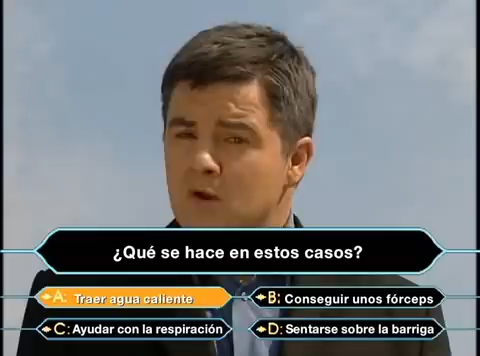 ¿Qué se hace en estos casos?
A: Traer agua caliente
B: Conseguir unos fórceps
C: Ayudar con la respiración
D: Sentarse sobre la barriga